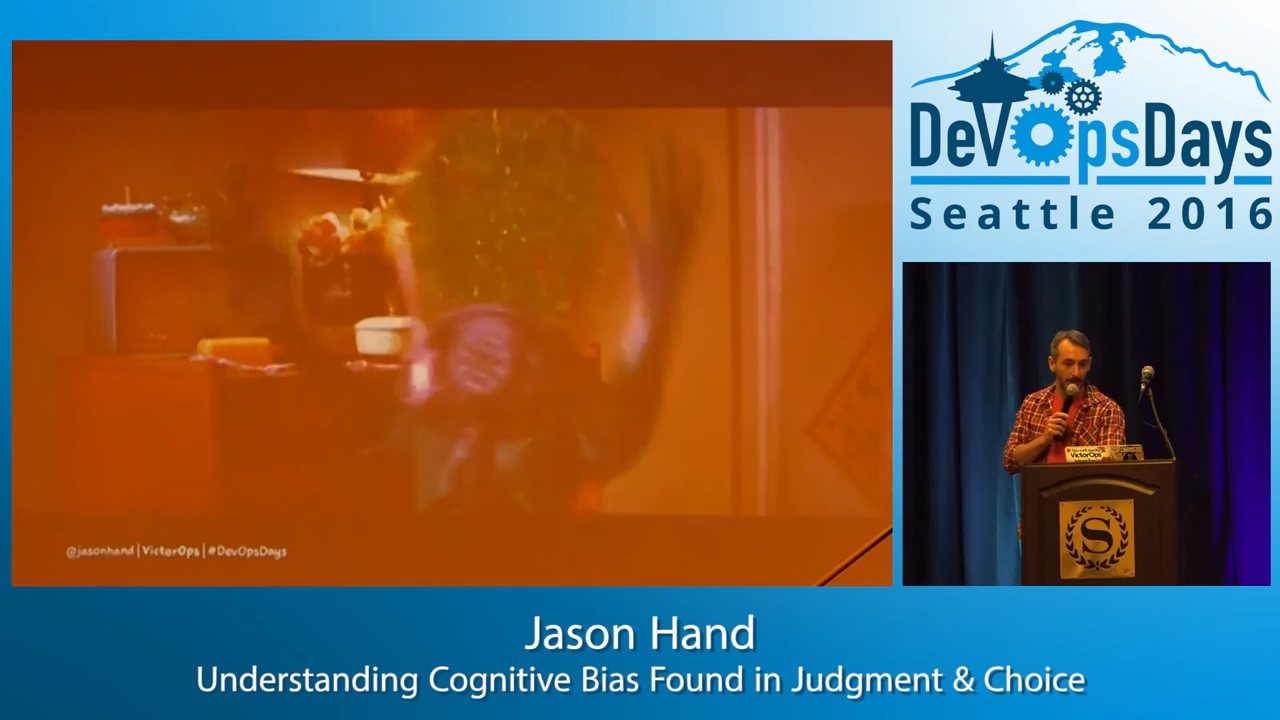 DevOpsDays
Seattle 2016
VictorOps
S
@jasonhand | VictorOps | #DevOpsDays
Jason Hand
Understanding Cognitive Bias Found in Judgment & Choice